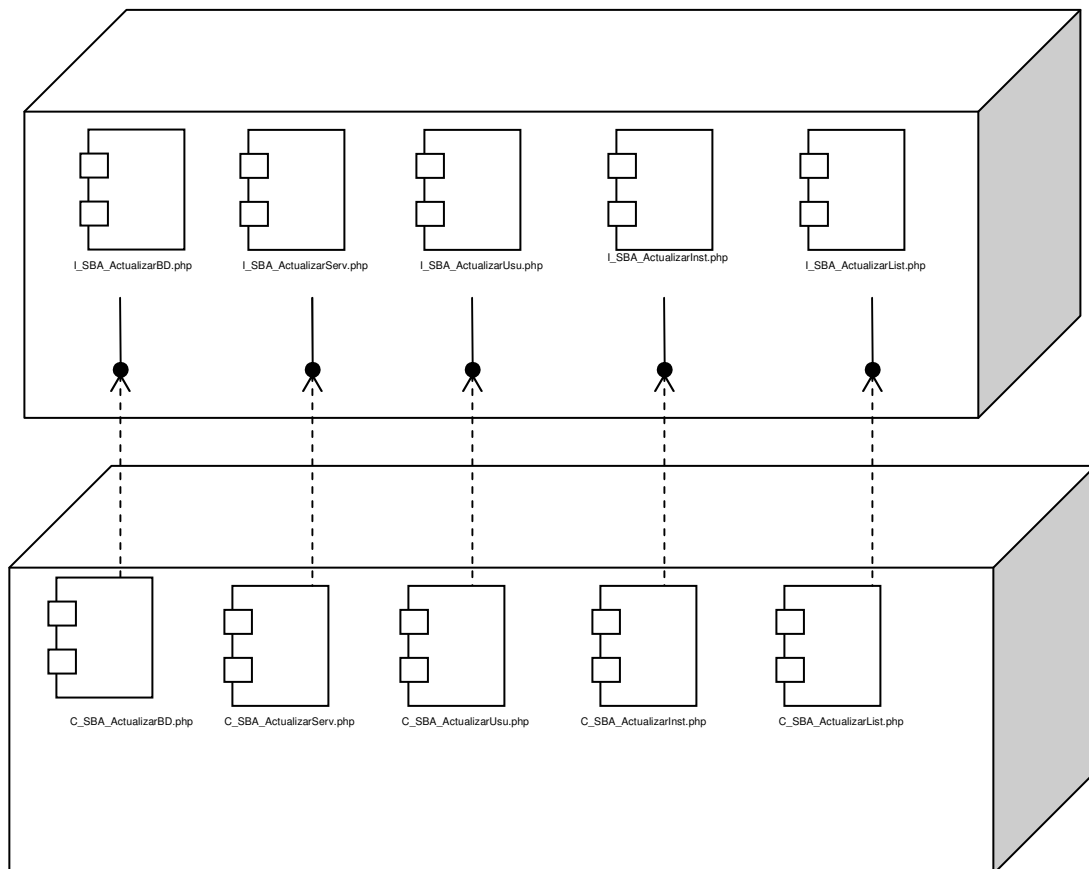 I_SBA_ActualizarBD.php
I_SBA_ActualizarServ.php
I_SBA_ActualizarUsu.php
I_SBA_ActualizarInst.php
I_SBA_ActualizarList.php
C_SBA_ActualizarBD.php
C_SBA_ActualizarServ.php
C_SBA_ActualizarUsu.php
C_SBA_ActualizarInst.php
C_SBA_ActualizarList.php